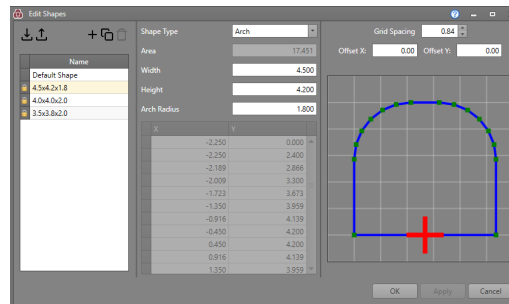 Edit Shapes
Name
Default Shape
4.5x4.2x1.8
4.0x4.0x2.0
3.5x3.8x2.0
Shape Type Arch
Area 17.451
Width 4.500
Height 4.200
Arch Radius 1.800
X Y
-2.250 0.000
-2.250 2.400
-2.189 2.866
-2.009 3.300
-1.723 3.673
-1.350 3.959
-0.916 4.139
-0.450 4.200
0.450 4.200
0.916 4.139
1.350 3.959
Grid Spacing 0.84
Offset X: 0.00 Offset Y: 0.00
OK Apply Cancel